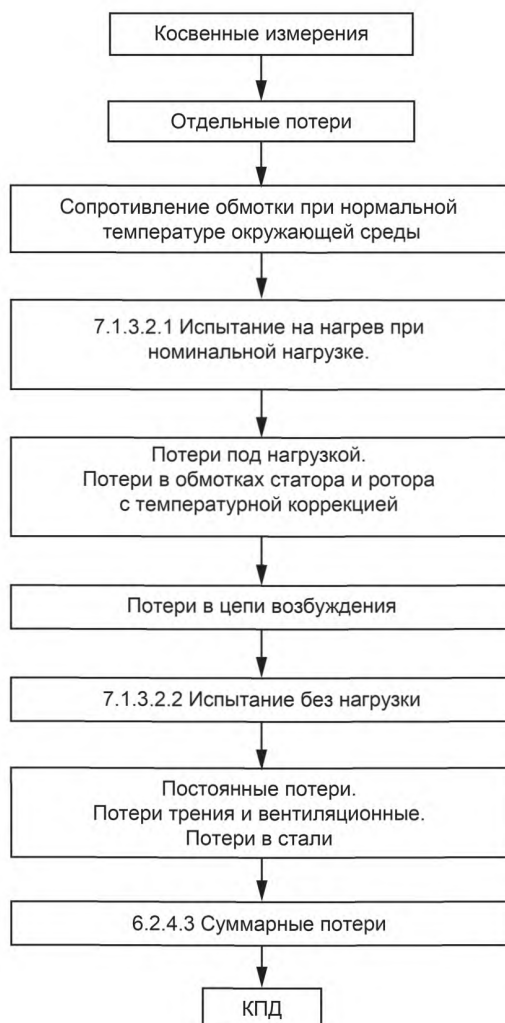 Косвенные измерения
Отдельные потери
Сопротивление обмотки при нормальной
температуре окружающей среды
7.1.3.2.1 Испытание на нагрев при
номинальной нагрузке.
Потери под нагрузкой.
Потери в обмотках статора и ротора
с температурной коррекцией
Потери в цепи возбуждения
7.1.3.2.2 Испытание без нагрузки
Постоянные потери.
Потери трения и вентиляционные.
Потери в стали
6.2.4.3 Суммарные потери
КПД